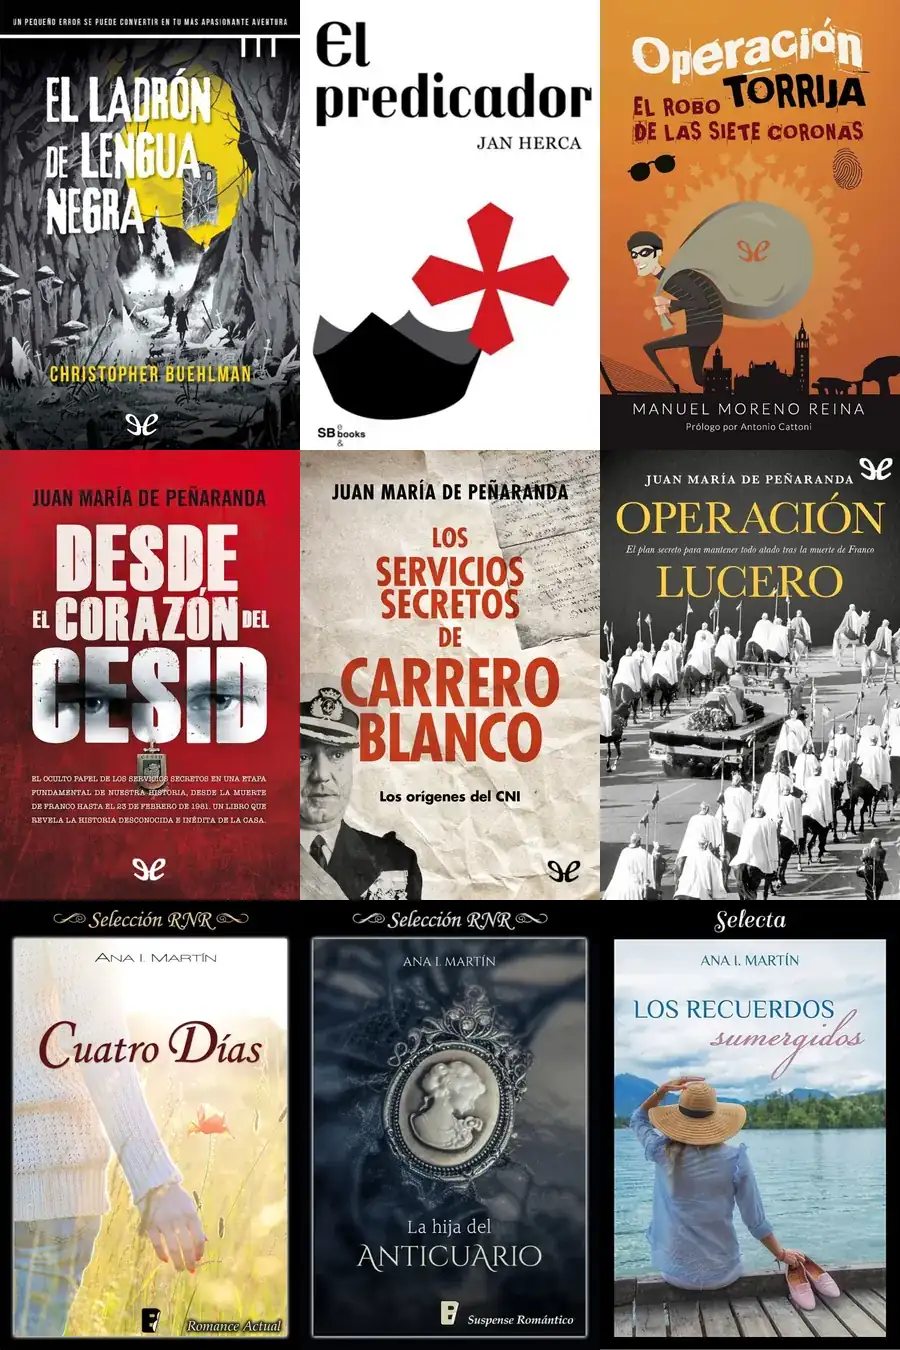 UN PEQUEÑO ERROR SE PUEDE CONVERTIR EN TU MÁS APASIONANTE AVENTURA
EL LADRÓN
DE LENGUA
NEGRA
CHRISTOPHER BUEHLMAN
El
predicador
JAN HERCA
SB e
books
&
Operación
TORRIJA
EL ROBO
DE LAS SIETE CORONAS
MANUEL MORENO REINA
Prólogo por Antonio Cattoni
JUAN MARÍA DE PEÑARANDA
DESDE
EL CORAZÓN DEL
CESID
CESID
EL OCULTO PAPEL DE LOS SERVICIOS SECRETOS EN UNA ETAPA
FUNDAMENTAL DE NUESTRA HISTORIA, DESDE LA MUERTE
DE FRANCO HASTA EL 23 DE FEBRERO DE 1981. UN LIBRO QUE
REVELA LA HISTORIA DESCONOCIDA E INÉDITA DE LA CASA.
JUAN MARÍA DE PEÑARANDA
LOS
SERVICIOS
SECRETOS
DE
CARRERO
BLANCO
Los orígenes del CNI
JUAN MARÍA DE PEÑARANDA
OPERACIÓN
El plan secreto para mantener todo atado tras la muerte de Franco
LUCERO
Selección RNR
ANA I. MARTÍN
Cuatro Días
B
Romance Actual
Selección RNR
ANA I. MARTÍN
La hija del
ANTICUARIO
B
Suspense Romántico
Selecta
ANA I. MARTÍN
LOS RECUERDOS
sumergidos